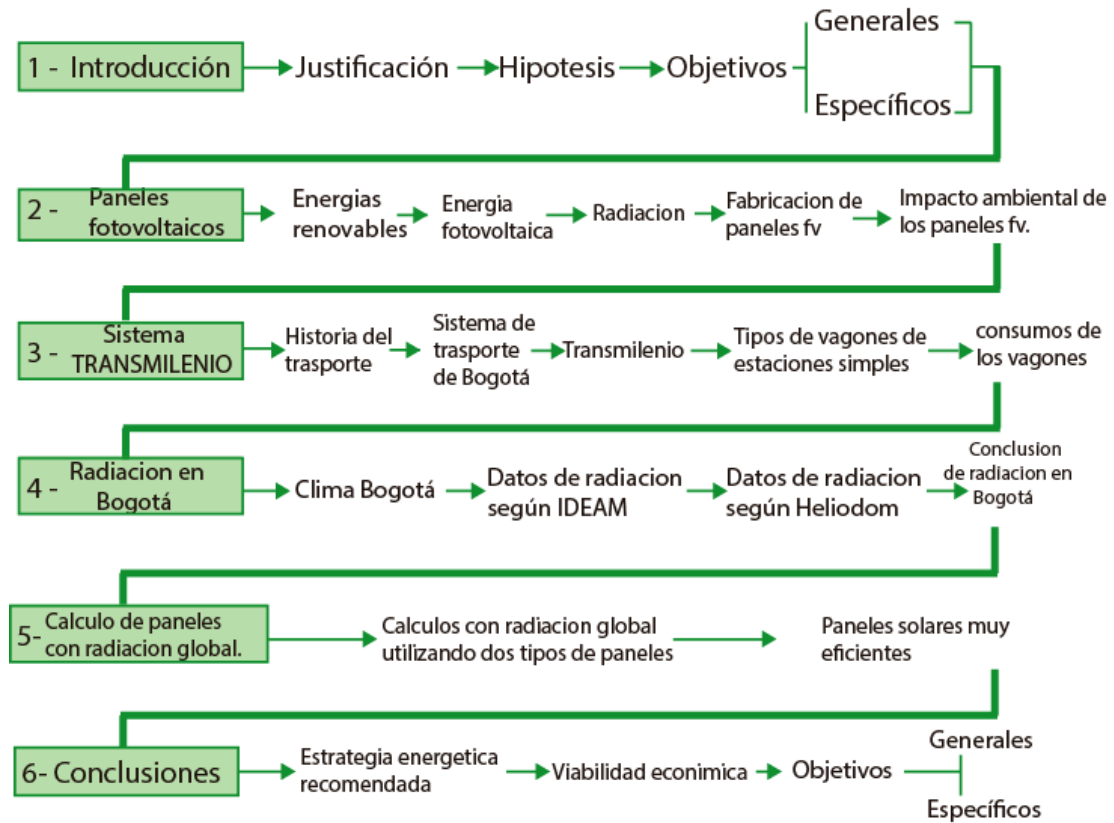 Generales
1 - Introducción
Justificación
Hipotesis
Objetivos
Específicos
2 -
Paneles
fotovoltaicos
Energias
renovables
Energia
fotovoltaica
Radiacion
Fabricacion de
paneles fv
Impacto ambiental de
los paneles fv.
3 -
Sistema
TRANSMILENIO
Historia del
trasporte
Sistema de
trasporte
de Bogotá
Transmilenio
Tipos de vagones de
estaciones simples
consumos de
los vagones
4 -
Radiacion en
Bogotá
Clima Bogotá
Datos de radiacion
según IDEAM
Datos de radiacion
según Heliodom
Conclusion
de radiacion en
Bogotá
5-
Calculo de paneles
con radiacion global.
Calculos con radiacion global
utilizando dos tipos de paneles
Paneles solares muy
eficientes
6- Conclusiones
Estrategia energetica
recomendada
Viabilidad econimica
Objetivos
Generales
Específicos